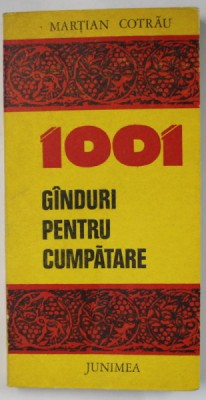 MARȚIAN COTRĂU
1001
GÎNDURI
PENTRU
CUMPĂTARE
JUNIMEA